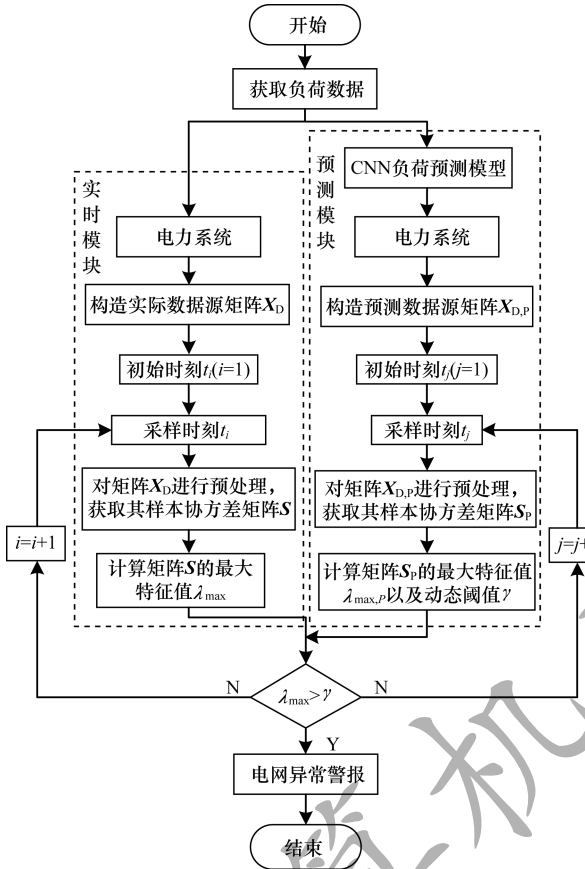 开始
获取负荷数据
实时模块
电力系统
构造实际数据源矩阵X_D
初始时刻t_i(i=1)
采样时刻t_i
对矩阵X_D进行预处理，
获取其样本协方差矩阵S
计算矩阵S的最大
特征值λ_max
i=i+1
预测模块
CNN负荷预测模型
电力系统
构造预测数据源矩阵X_D,P
初始时刻t_j(j=1)
采样时刻t_j
对矩阵X_D,P进行预处理，
获取其样本协方差矩阵S_P
计算矩阵S_P的最大特征值
λ_max,P以及动态阈值γ
j=j+
N
λ_max>γ
N
Y
电网异常警报
结束
算机